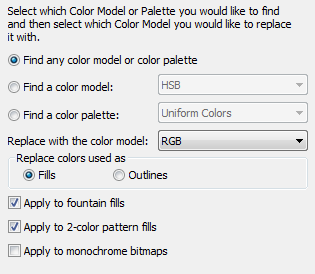 Select which Color Model or Palette you would like to find
and then select which Color Model you would like to replace
it with.
Find any color model or color palette
Find a color model: HSB
Find a color palette: Uniform Colors
Replace with the color model: RGB
Replace colors used as
Fills Outlines
Apply to fountain fills
Apply to 2-color pattern fills
Apply to monochrome bitmaps